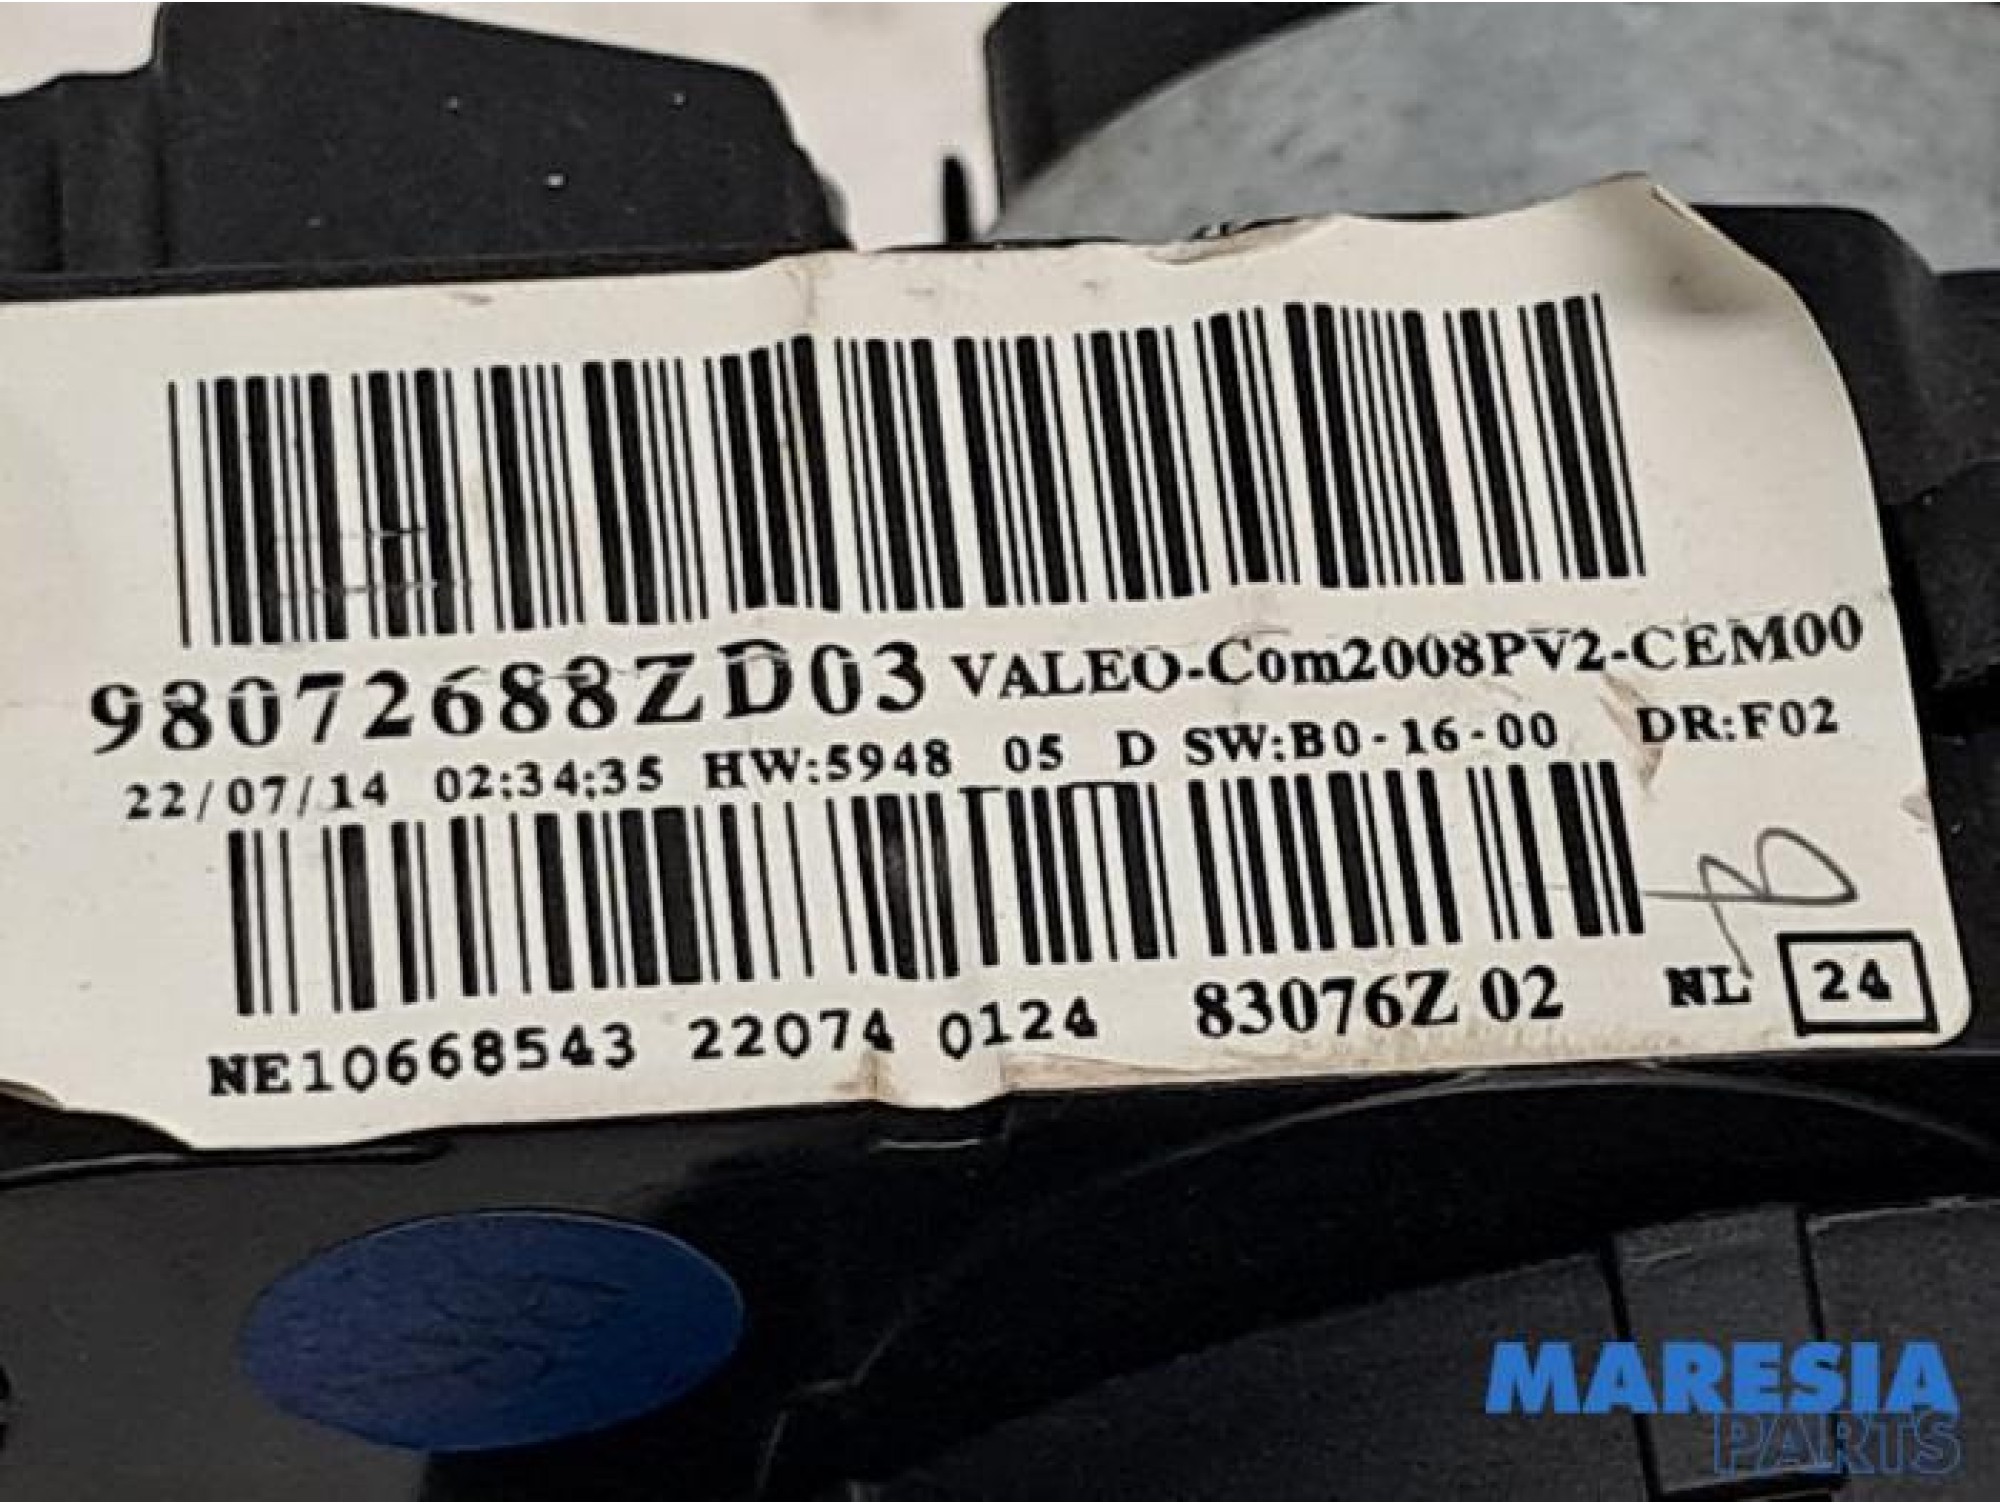 98072688ZD03 VALEO-Com2008PV2-CEM00
22/07/14 02:34:35 HW:5948 05 D SW:B0-16-00 DR:F02
NE10668543 22074 0124 83076Z 02 NL 24
MARESIA
PARTS